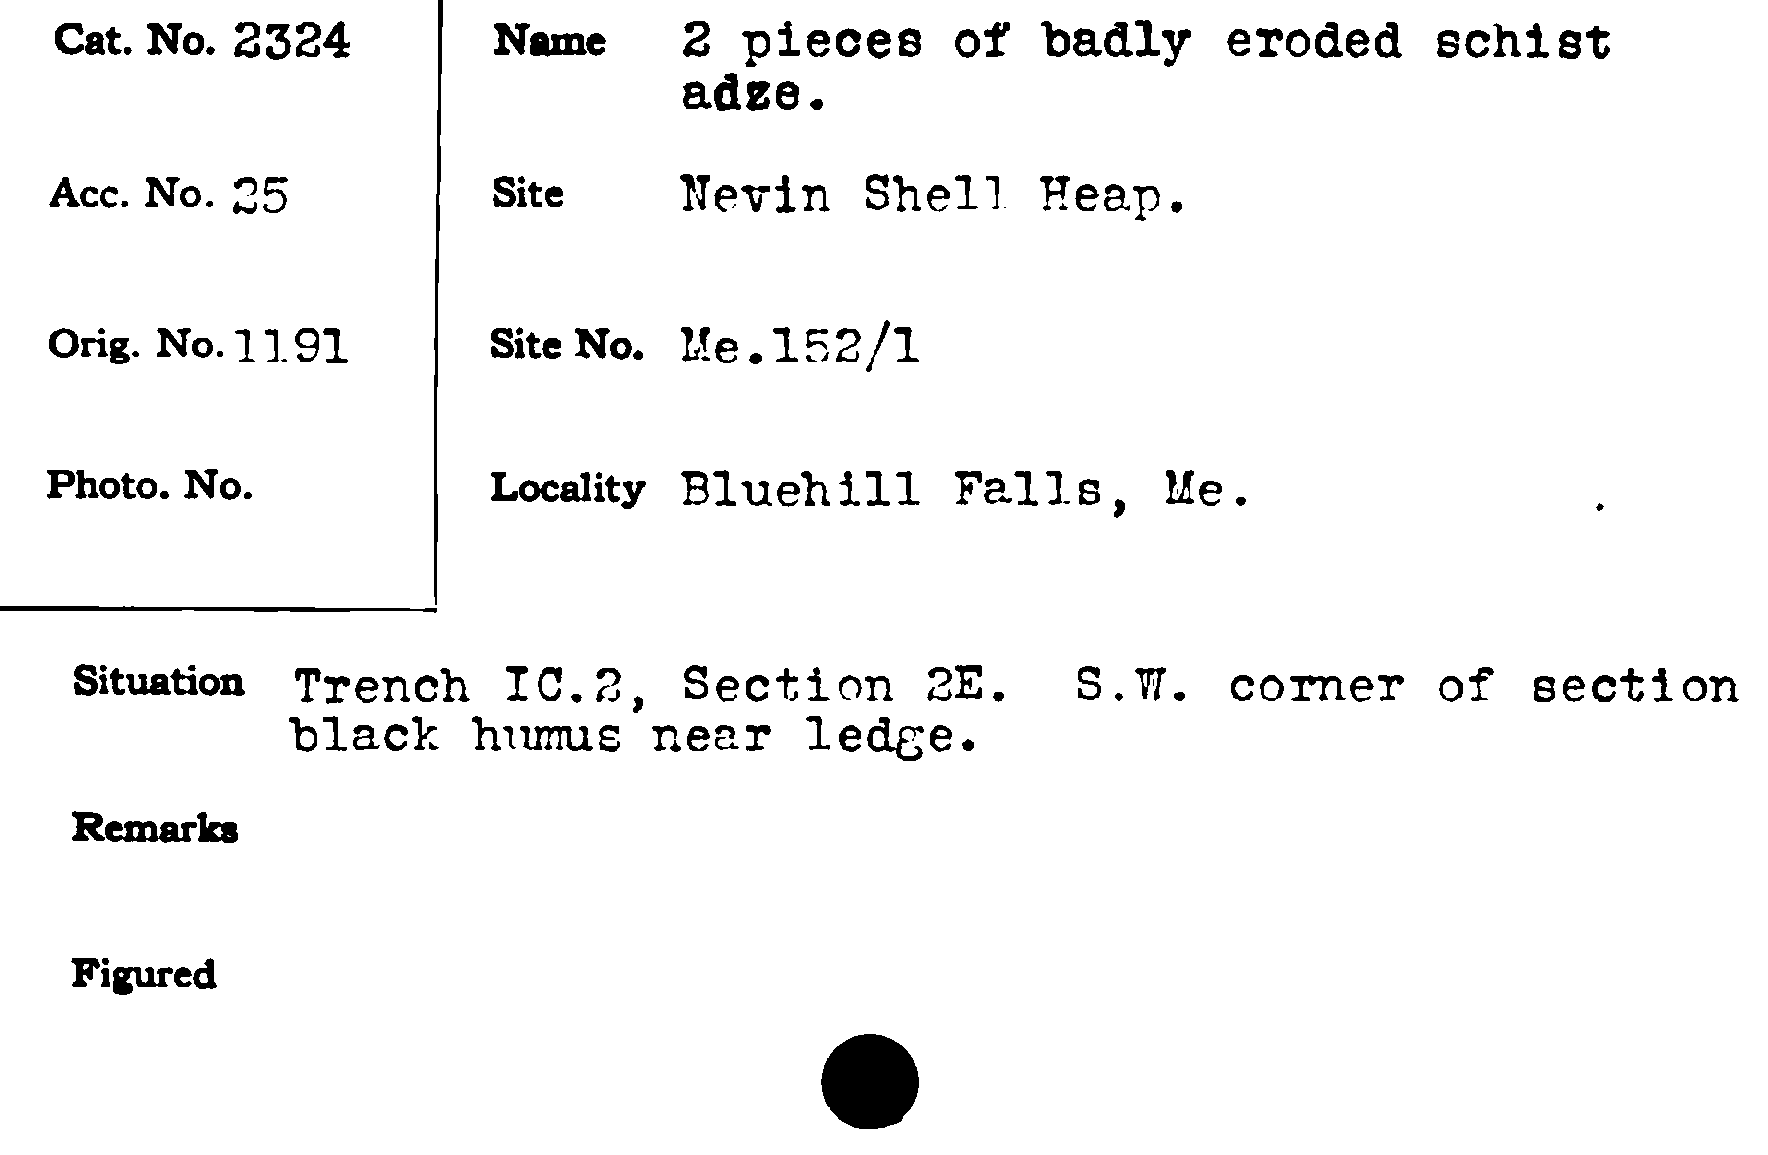 Cat. No. 2324
Name 2 pieces of badly eroded schist
adze.
Acc. No. 25
Site Nevin Shell Heap.
Orig. No. 1191
Site No. Me.152/1
Photo. No.
Locality Bluehill Falls, Me.
Situation Trench IC.2, Section 2E. S.W. corner of section
black humus near ledge.
Remarks
Figured